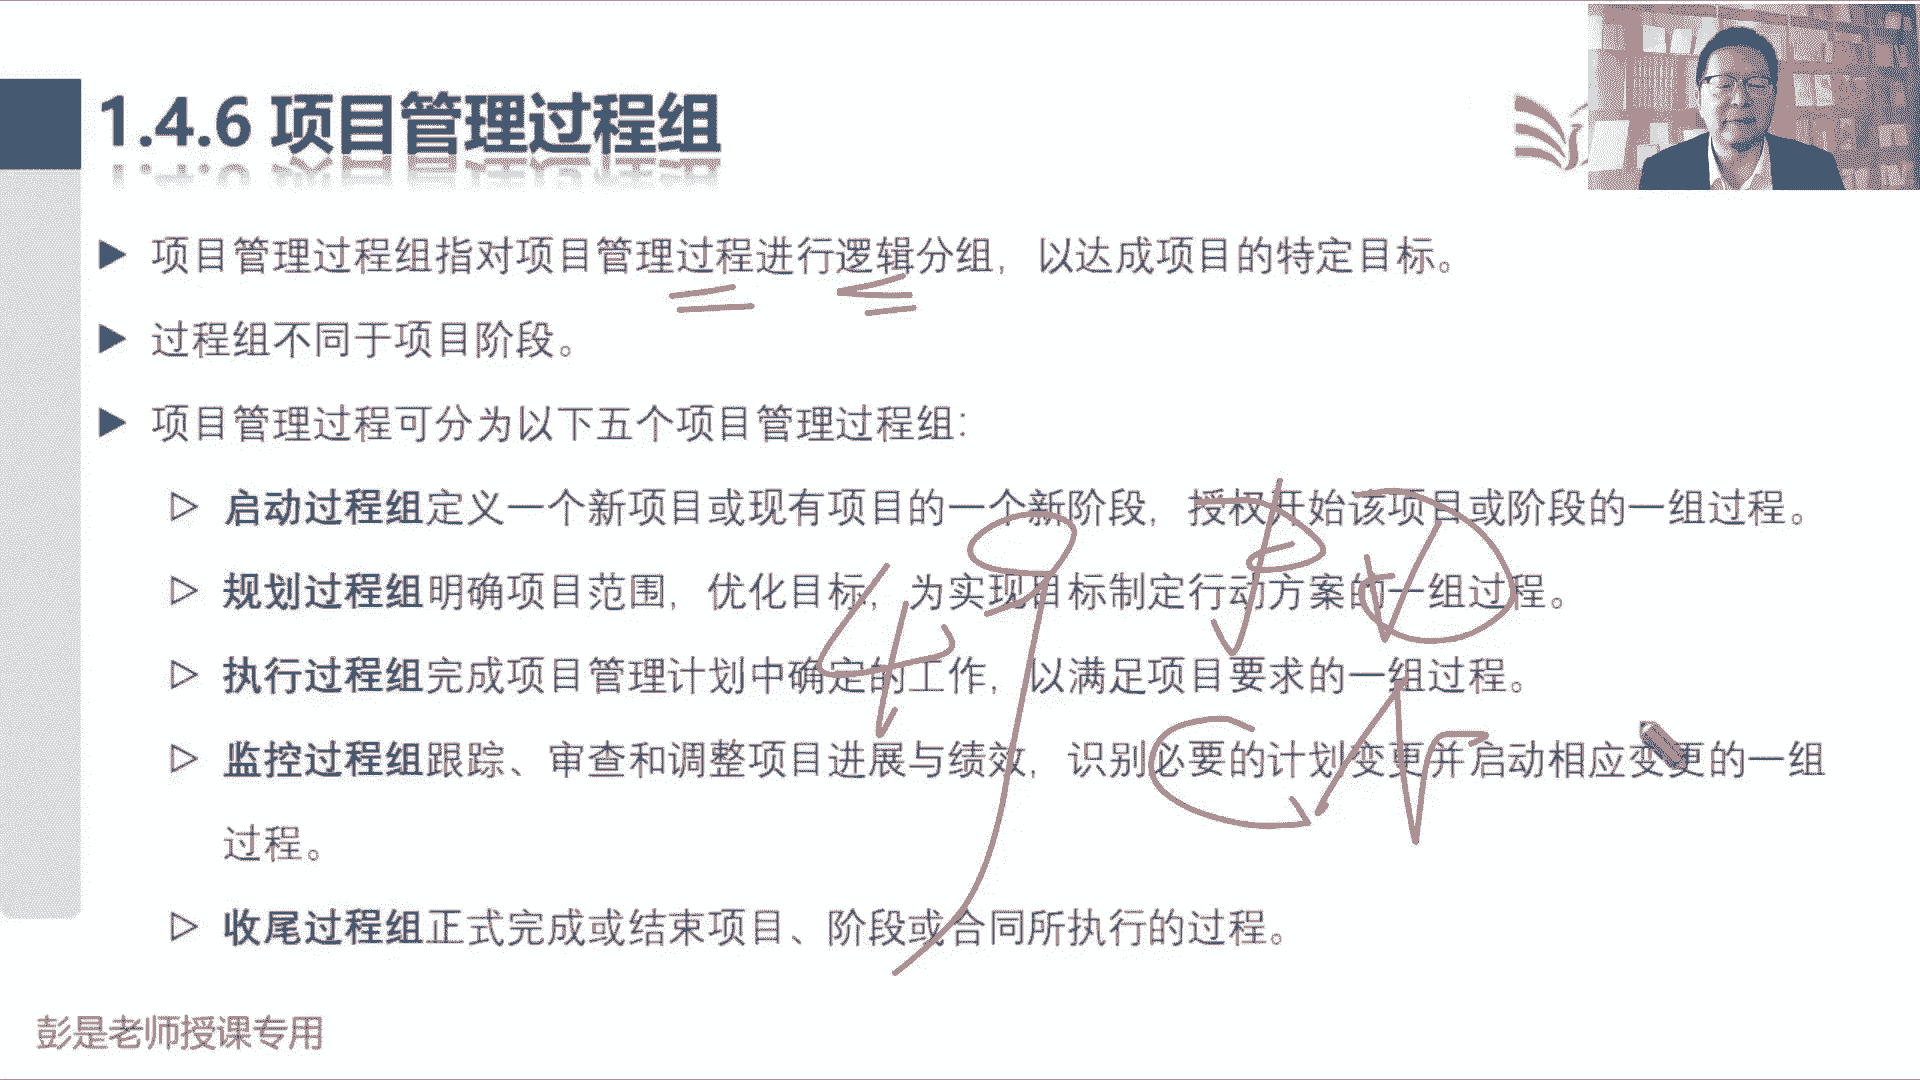 1.4.6 项目管理过程组
项目管理过程组指对项目管理过程进行逻辑分组，以达成项目的特定目标。
过程组不同于项目阶段。
项目管理过程可分为以下五个项目管理过程组：
启动过程组定义一个新项目或现有项目的一个新阶段，授权开始该项目或阶段的一组过程。
规划过程组明确项目范围，优化目标，为实现目标制定行动方案的一组过程。
执行过程组完成项目管理计划中确定的工作，以满足项目要求的一组过程。
监控过程组跟踪、审查和调整项目进展与绩效，识别必要的计划变更并启动相应变更的一组
过程。
收尾过程组正式完成或结束项目、阶段或合同所执行的过程。
49 P D
C A
彭是老师授课专用